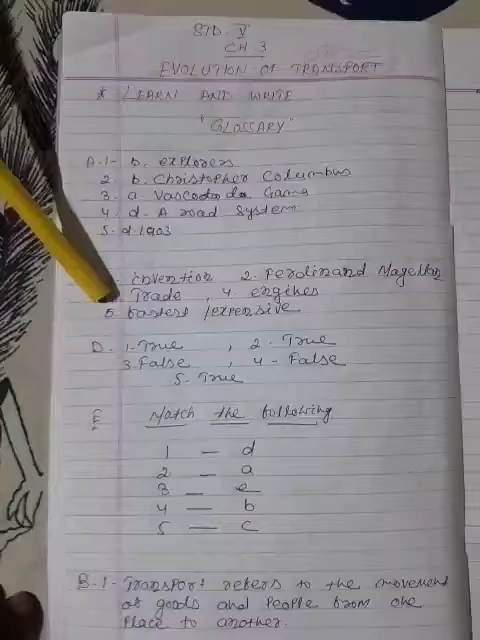 STD. V
CH. 3
EVOLUTION OF TRANSPORT
* LEARN AND WRITE
"GLOSSARY"
A. 1- b. explorers
2. b. Christopher Columbus
3. a. Vascoda da Gama
4. d. A road System
5. d. 1903
invention 2. Ferdinand Magellan
Trade , 4. engines
5. fastest / expensive
D. 1-True , 2. True
3. False , 4 - False
5. True
E Match the following
1 — d
2 — a
3 — e
4 — b
5 — c
B. 1- Transport refers to the movement
of goods and People from one
Place to another.